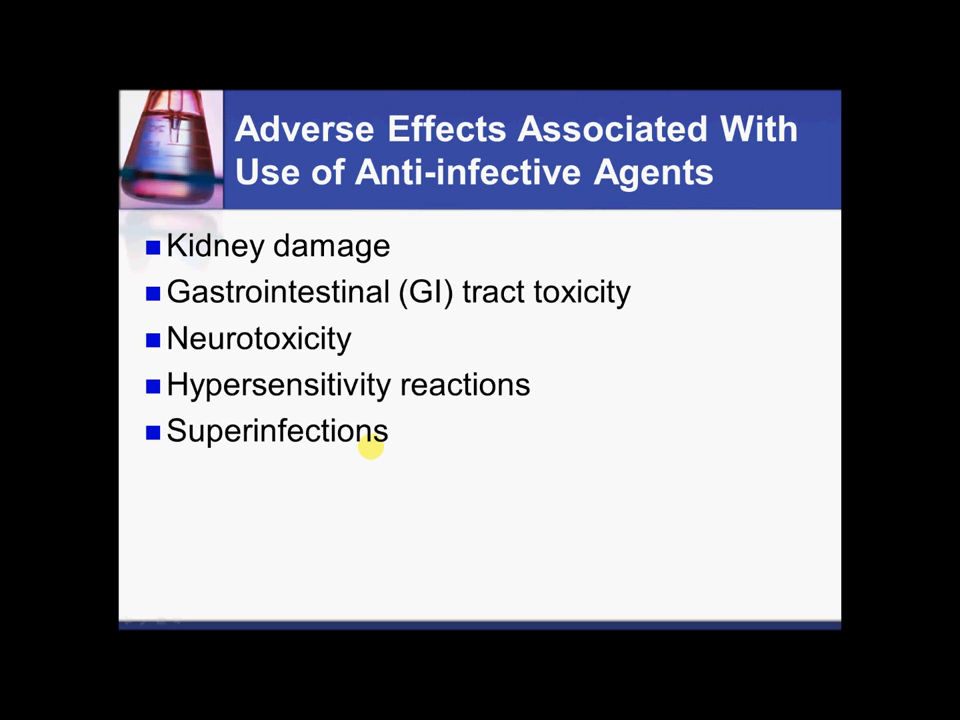 Adverse Effects Associated With
Use of Anti-infective Agents
Kidney damage
Gastrointestinal (GI) tract toxicity
Neurotoxicity
Hypersensitivity reactions
Superinfections